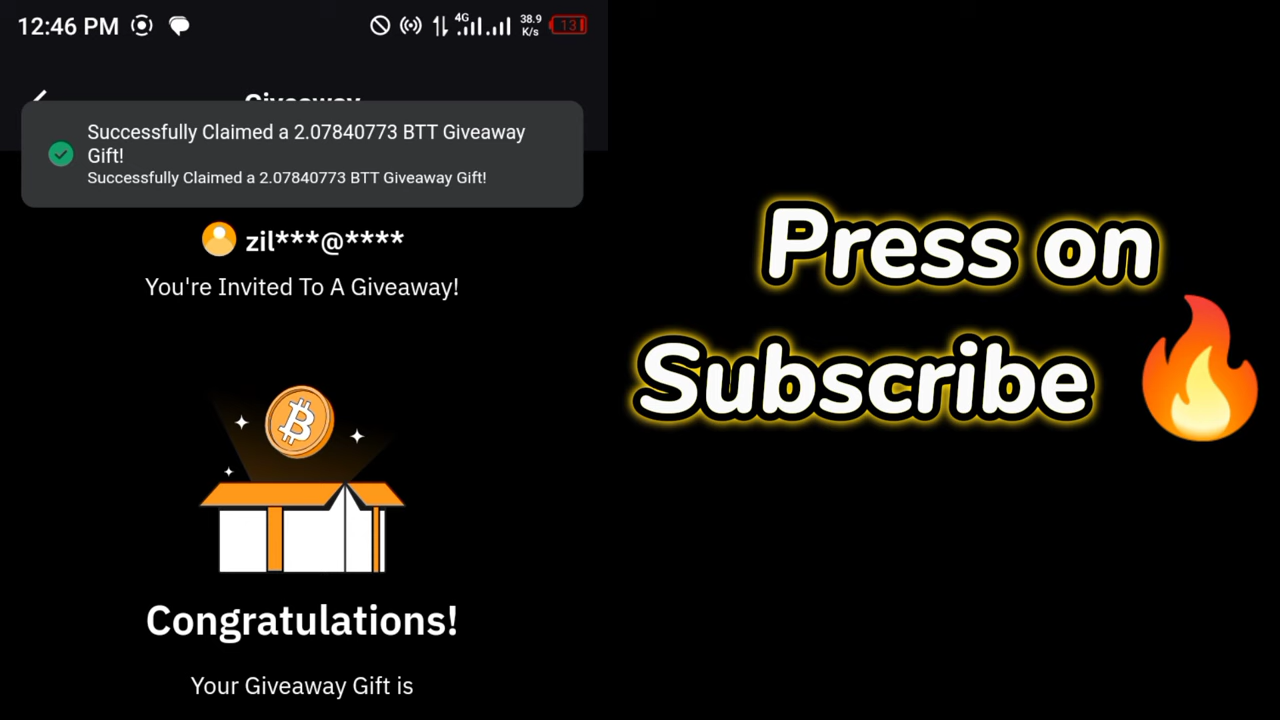 12:46 PM
4G
38.9
K/s
13
Giveaway
Successfully Claimed a 2.07840773 BTT Giveaway
Gift!
Successfully Claimed a 2.07840773 BTT Giveaway Gift!
zil***@****
You're Invited To A Giveaway!
Congratulations!
Your Giveaway Gift is
Press on
Subscribe